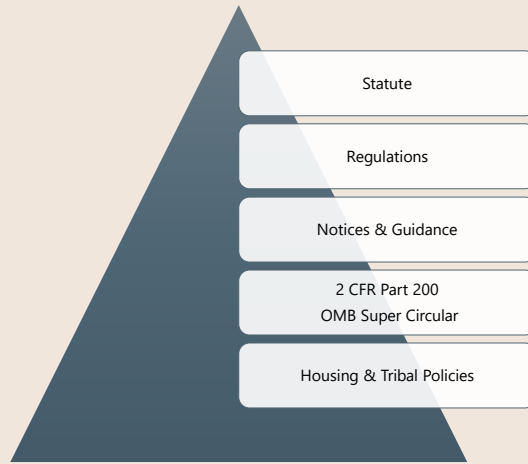 Statute
Regulations
Notices & Guidance
2 CFR Part 200
OMB Super Circular
Housing & Tribal Policies